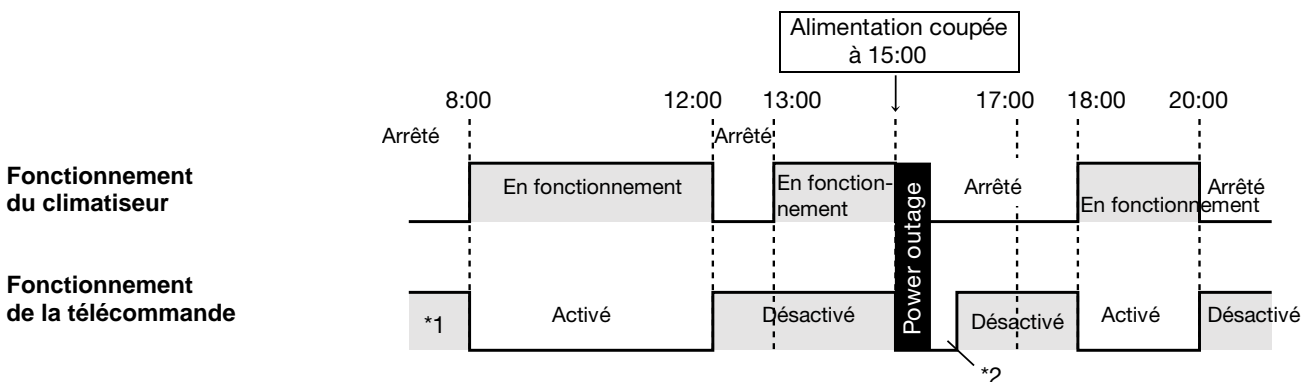 Alimentation coupée
à 15:00
8:00 12:00 13:00 17:00 18:00 20:00
Arrêté Arrêté
Fonctionnement
du climatiseur
En fonctionnement
En fonction-
nement
Arrêté
En fonctionnement
Arrêté
Power outage
Fonctionnement
de la télécommande
*1
Activé
Désactivé
Désactivé
Activé
Désactivé
*2